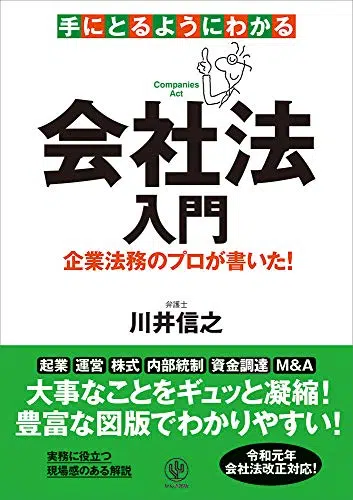 手にとるようにわかる
Companies
Act
会社法
入門
企業法務のプロが書いた!
弁護士
川井信之
起業 運営 株式 内部統制 資金調達 M&A
大事なことをギュッと凝縮!
豊富な図版でわかりやすい!
実務に役立つ
現場感のある解説
令和元年
会社法改正対応!